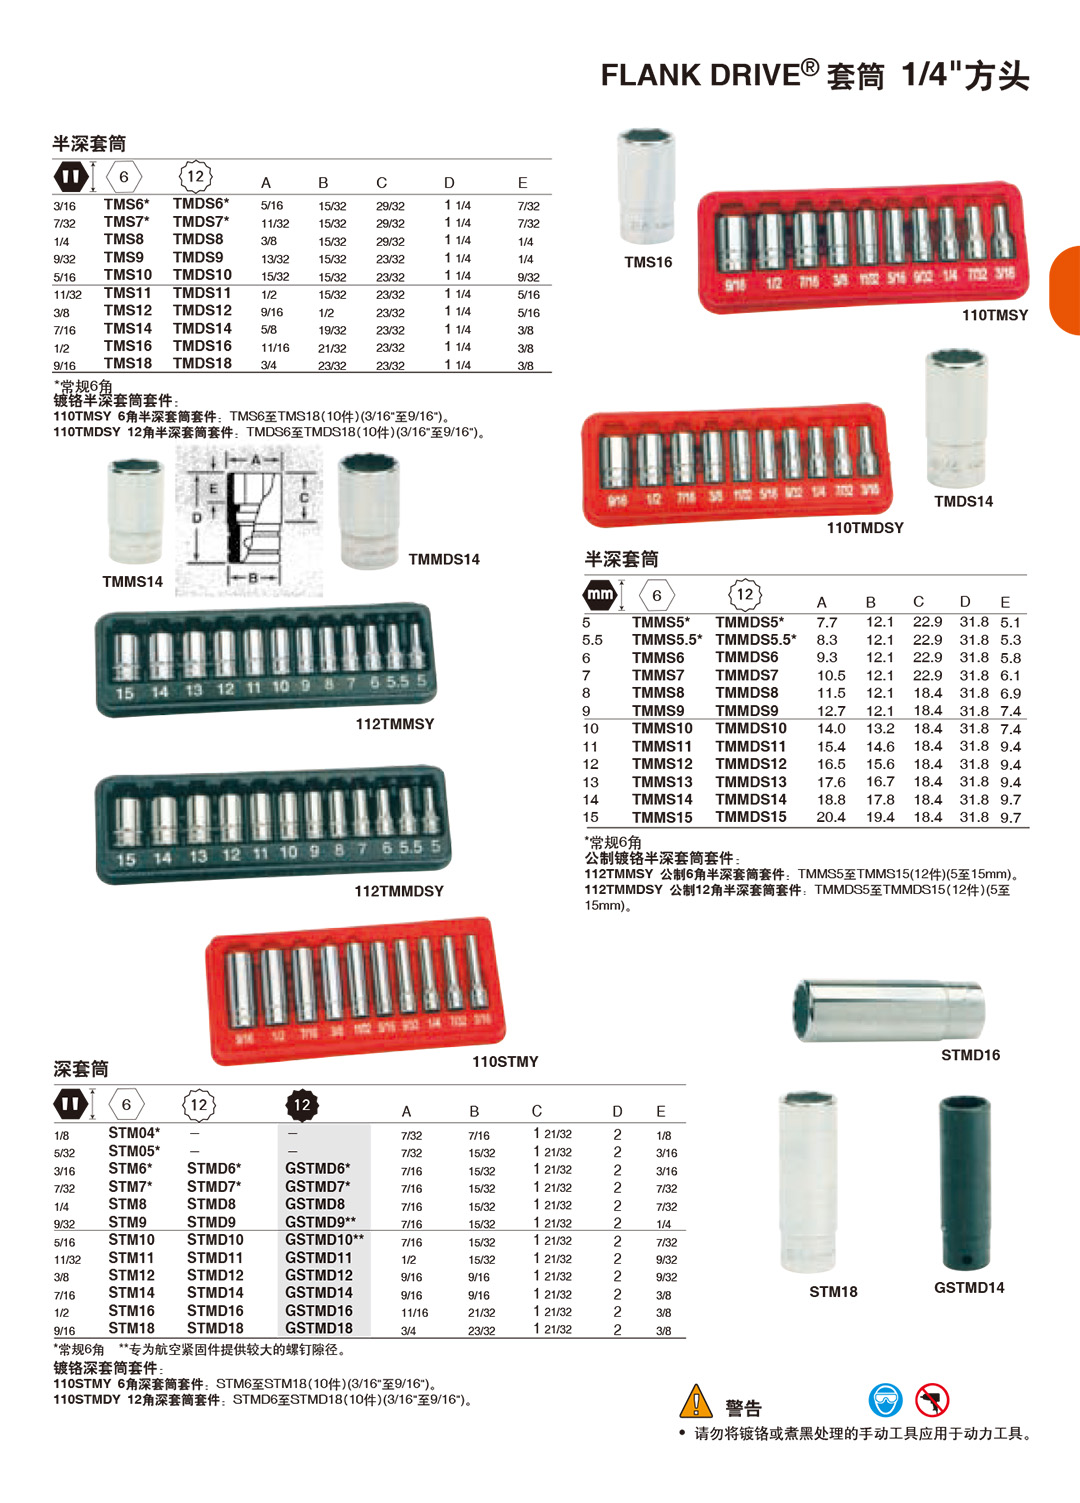 FLANK DRIVE® 套筒 1/4"方头
半深套筒
6 12 A B C D E
3/16 TMS6* TMDS6* 5/16 15/32 29/32 1 1/4 7/32
7/32 TMS7* TMDS7* 11/32 15/32 29/32 1 1/4 7/32
1/4 TMS8 TMDS8 3/8 15/32 29/32 1 1/4 1/4
9/32 TMS9 TMDS9 13/32 15/32 23/32 1 1/4 1/4
5/16 TMS10 TMDS10 15/32 15/32 23/32 1 1/4 9/32
11/32 TMS11 TMDS11 1/2 15/32 23/32 1 1/4 5/16
3/8 TMS12 TMDS12 9/16 1/2 23/32 1 1/4 5/16
7/16 TMS14 TMDS14 5/8 19/32 23/32 1 1/4 3/8
1/2 TMS16 TMDS16 11/16 21/32 23/32 1 1/4 3/8
9/16 TMS18 TMDS18 3/4 23/32 23/32 1 1/4 3/8
*常规6角
镀铬半深套筒套件：
110TMSY 6角半深套筒套件：TMS6至TMS18(10件)(3/16"至9/16")。
110TMDSY 12角半深套筒套件：TMDS6至TMDS18(10件)(3/16"至9/16")。
TMS16
9/16 1/2 7/16 3/8 11/32 5/16 9/32 1/4 7/32 3/16
110TMSY
9/16 1/2 7/16 3/8 11/32 5/16 9/32 1/4 7/32 3/16
110TMDSY
TMDS14
A
E
C
D
B
TMMS14
TMMDS14
15 14 13 12 11 10 9 8 7 6 5.5 5
112TMMSY
15 14 13 12 11 10 9 8 7 6 5.5 5
112TMMDSY
半深套筒
mm 6 12 A B C D E
5 TMMS5* TMMDS5* 7.7 12.1 22.9 31.8 5.1
5.5 TMMS5.5* TMMDS5.5* 8.3 12.1 22.9 31.8 5.3
6 TMMS6 TMMDS6 9.3 12.1 22.9 31.8 5.8
7 TMMS7 TMMDS7 10.5 12.1 22.9 31.8 6.1
8 TMMS8 TMMDS8 11.5 12.1 18.4 31.8 6.9
9 TMMS9 TMMDS9 12.7 12.1 18.4 31.8 7.4
10 TMMS10 TMMDS10 14.0 13.2 18.4 31.8 7.4
11 TMMS11 TMMDS11 15.4 14.6 18.4 31.8 9.4
12 TMMS12 TMMDS12 16.5 15.6 18.4 31.8 9.4
13 TMMS13 TMMDS13 17.6 16.7 18.4 31.8 9.4
14 TMMS14 TMMDS14 18.8 17.8 18.4 31.8 9.7
15 TMMS15 TMMDS15 20.4 19.4 18.4 31.8 9.7
*常规6角
公制镀铬半深套筒套件：
112TMMSY 公制6角半深套筒套件：TMMS5至TMMS15(12件)(5至15mm)。
112TMMDSY 公制12角半深套筒套件：TMMDS5至TMMDS15(12件)(5至
15mm)。
9/16 1/2 7/16 3/8 11/32 5/16 9/32 1/4 7/32 3/16
110STMY
STMD16
STM18
GSTMD14
深套筒
6 12 12 A B C D E
1/8 STM04* – – 7/32 7/16 1 21/32 2 1/8
5/32 STM05* – – 7/32 15/32 1 21/32 2 3/16
3/16 STM6* STMD6* GSTMD6* 7/16 15/32 1 21/32 2 3/16
7/32 STM7* STMD7* GSTMD7* 7/16 15/32 1 21/32 2 7/32
1/4 STM8 STMD8 GSTMD8 7/16 15/32 1 21/32 2 7/32
9/32 STM9 STMD9 GSTMD9** 7/16 15/32 1 21/32 2 1/4
5/16 STM10 STMD10 GSTMD10** 7/16 15/32 1 21/32 2 7/32
11/32 STM11 STMD11 GSTMD11 1/2 15/32 1 21/32 2 9/32
3/8 STM12 STMD12 GSTMD12 9/16 9/16 1 21/32 2 9/32
7/16 STM14 STMD14 GSTMD14 9/16 9/16 1 21/32 2 3/8
1/2 STM16 STMD16 GSTMD16 11/16 21/32 1 21/32 2 3/8
9/16 STM18 STMD18 GSTMD18 3/4 23/32 1 21/32 2 3/8
*常规6角 **专为航空紧固件提供较大的螺钉隙径。
镀铬深套筒套件：
110STMY 6角深套筒套件：STM6至STM18(10件)(3/16"至9/16")。
110STMDY 12角深套筒套件：STMD6至STMD18(10件)(3/16"至9/16")。
警告
• 请勿将镀铬或煮黑处理的手动工具应用于动力工具。